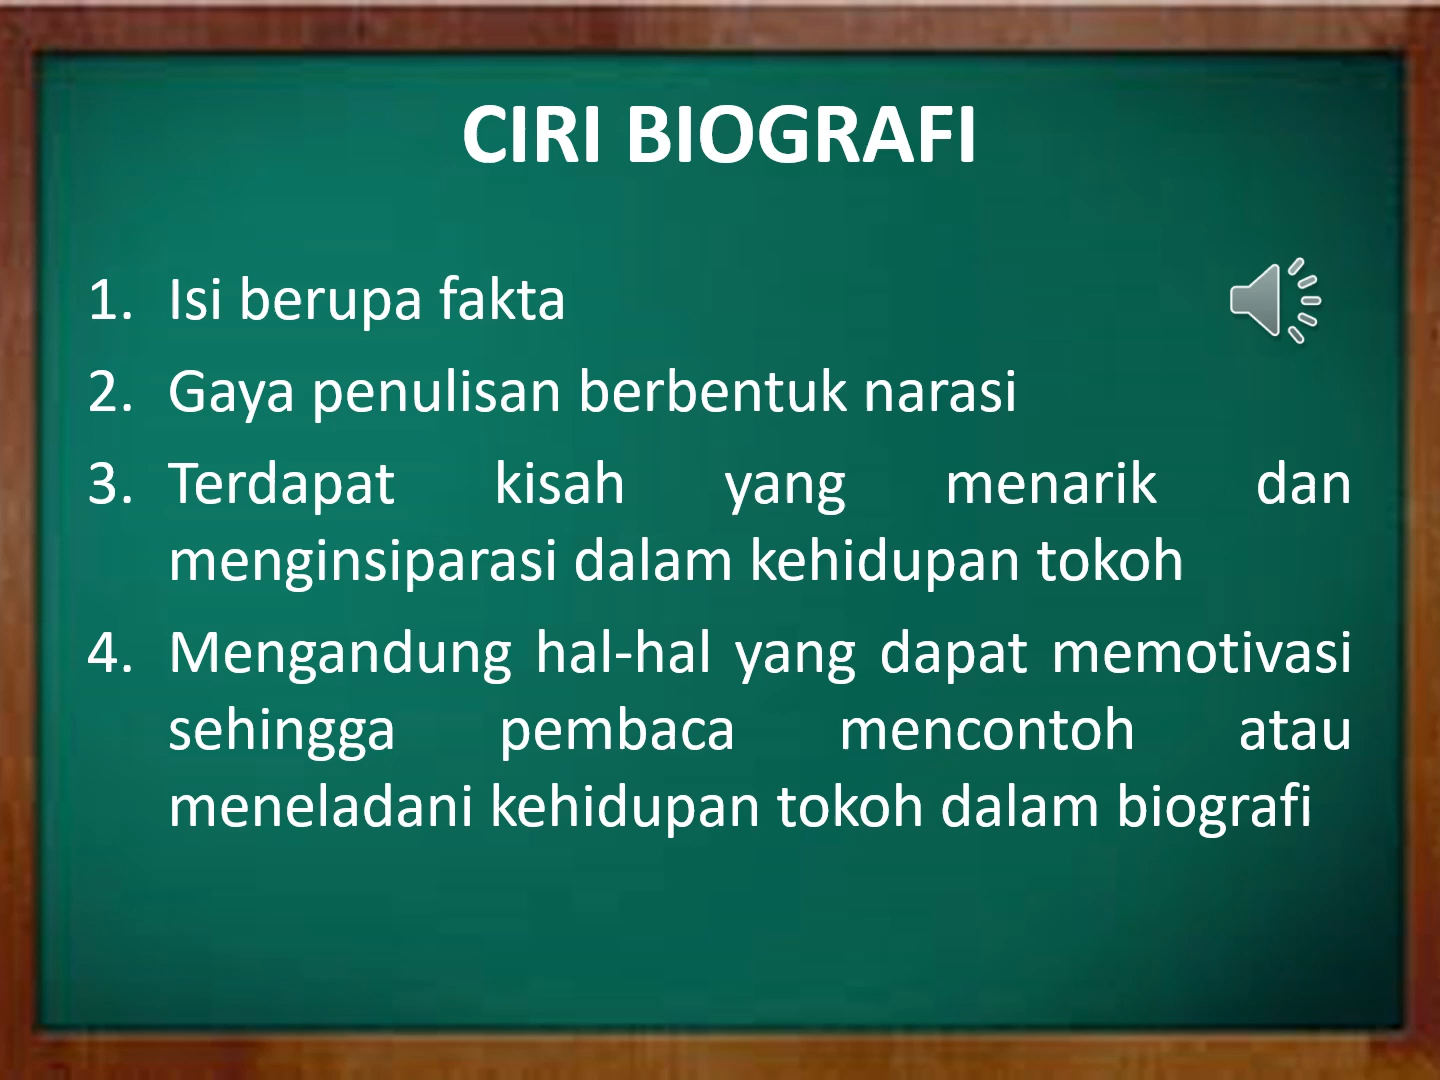 CIRI BIOGRAFI
1. Isi berupa fakta
2. Gaya penulisan berbentuk narasi
3. Terdapat kisah yang menarik dan
menginsiparasi dalam kehidupan tokoh
4. Mengandung hal-hal yang dapat memotivasi
sehingga pembaca mencontoh atau
meneladani kehidupan tokoh dalam biografi